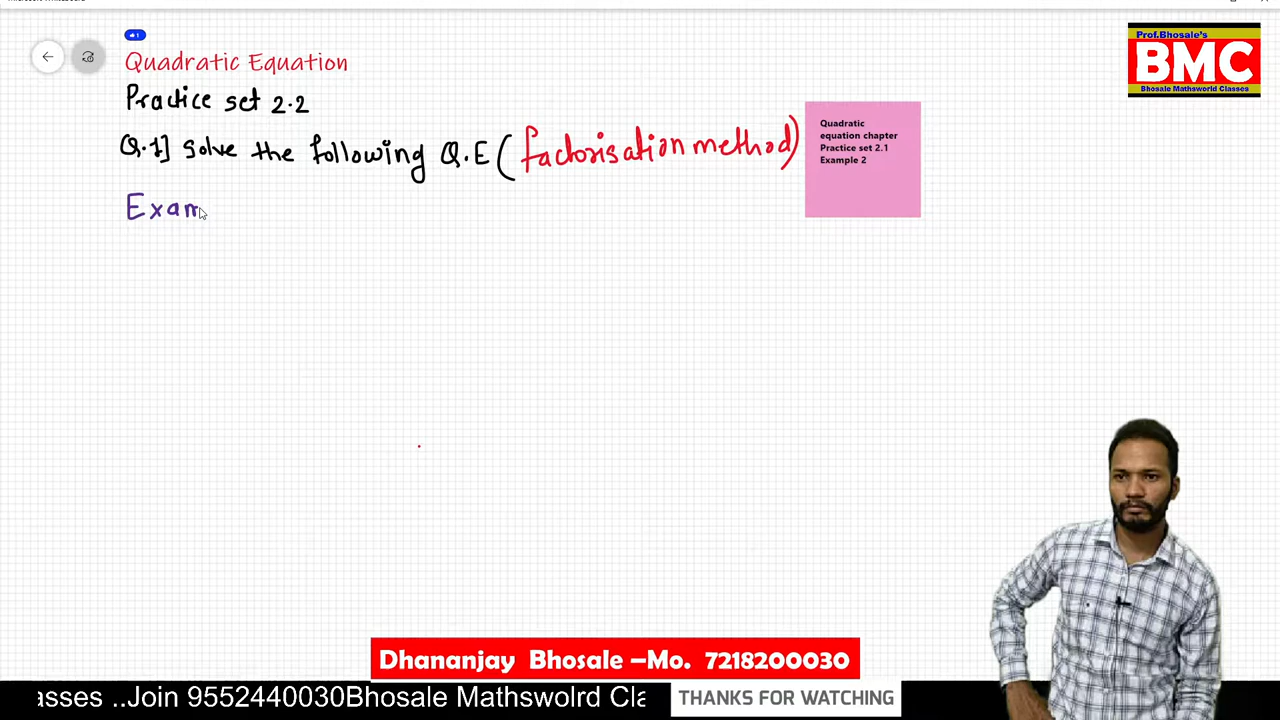 Quadratic Equation
Practice set 2.2
Q.1] Solve the following Q.E (factorisation method)
Exam
Quadratic
equation chapter
Practice set 2.1
Example 2
Prof.Bhosale's
BMC
Bhosale Mathsworld Classes
Dhananjay Bhosale –Mo. 7218200030
asses ..Join 9552440030Bhosale Mathswolrd Cla
THANKS FOR WATCHING